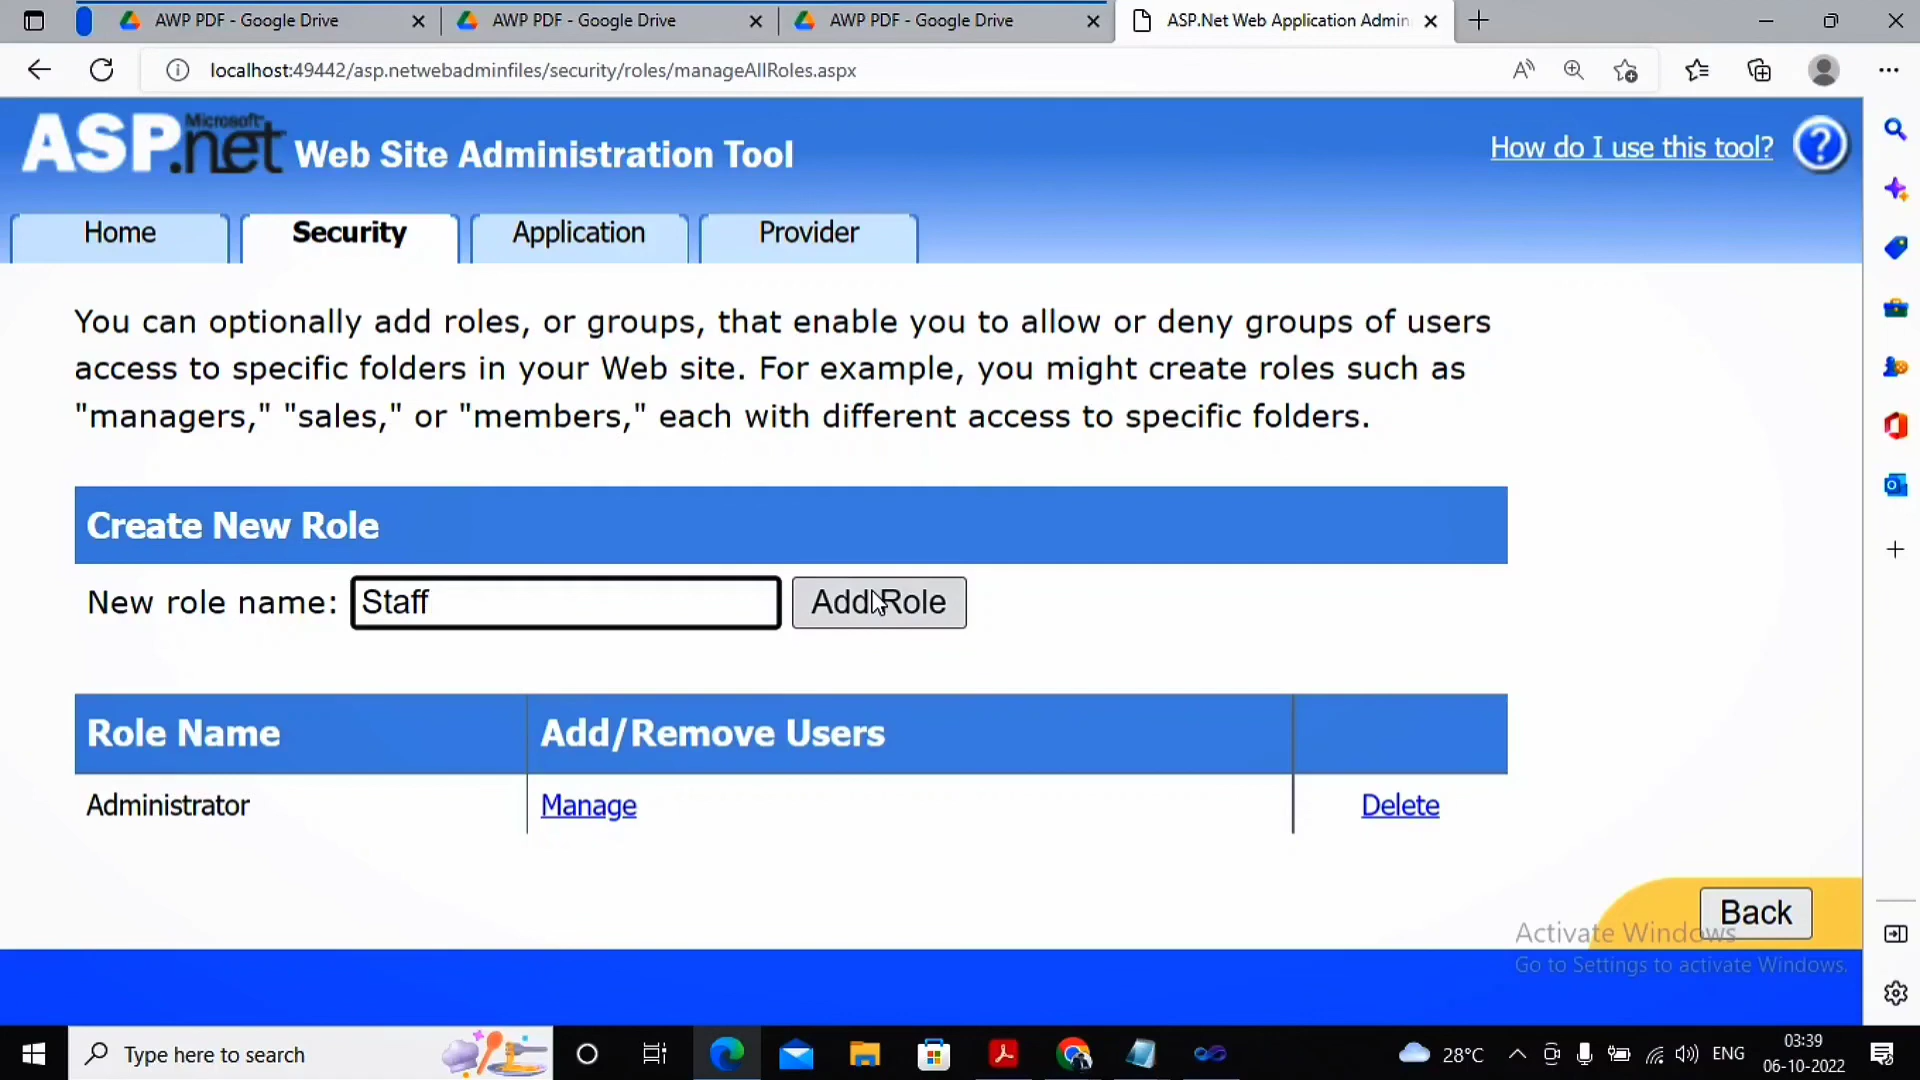 AWP PDF - Google Drive
AWP PDF - Google Drive
AWP PDF - Google Drive
ASP.Net Web Application Admin
localhost:49442/asp.netwebadminfiles/security/roles/manageAllRoles.aspx
Microsoft
ASP.net Web Site Administration Tool
How do I use this tool?
?
Home
Security
Application
Provider
You can optionally add roles, or groups, that enable you to allow or deny groups of users
access to specific folders in your Web site. For example, you might create roles such as
"managers," "sales," or "members," each with different access to specific folders.
Create New Role
New role name: Staff Add Role
Role Name Add/Remove Users
Administrator Manage Delete
Back
Activate Windows
Go to Settings to activate Windows.
Type here to search
28°C
ENG
03:39
06-10-2022